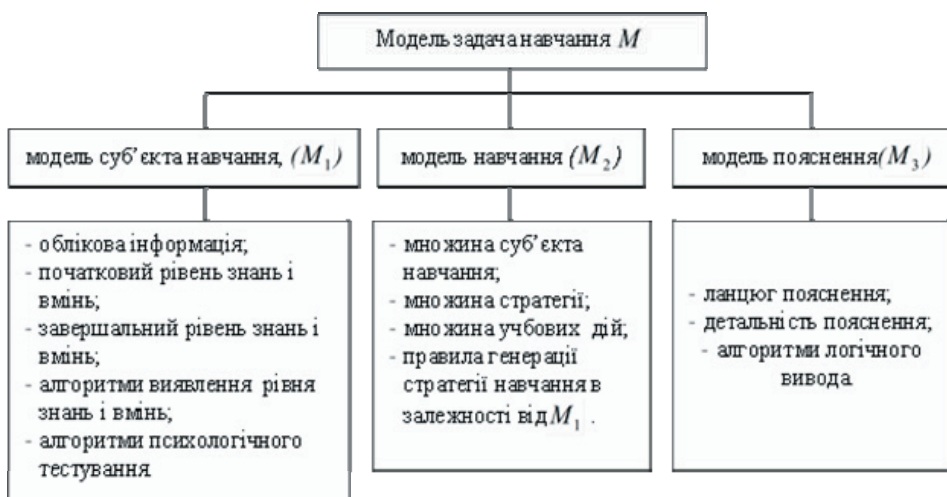 Модель задача навчання M
модель суб’єкта навчання, (M₁)
модель навчання (M₂)
модель пояснення(M₃)
- облікова інформація;
- початковий рівень знань і
вмінь;
- завершальний рівень знань і
вмінь;
- алгоритми виявлення рівня
знань і вмінь;
- алгоритми психологічного
тестування.
- множина суб’єкта
навчання;
- множина стратегії;
- множина учбових дій;
- правила генерації
стратегії навчання в
залежності від M₁ .
- ланцюг пояснення;
- детальність пояснення;
- алгоритми логічного
вивода.